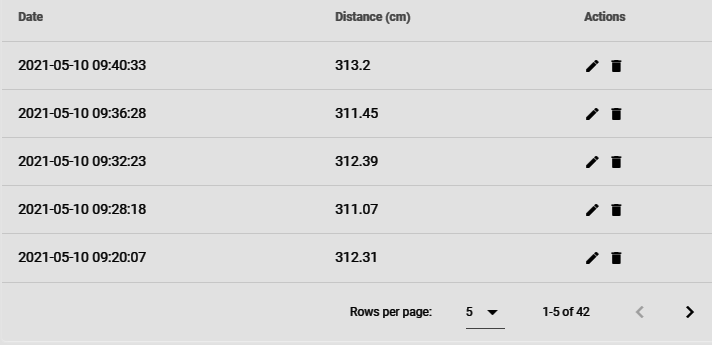 Date Distance (cm) Actions
2021-05-10 09:40:33 313.2
2021-05-10 09:36:28 311.45
2021-05-10 09:32:23 312.39
2021-05-10 09:28:18 311.07
2021-05-10 09:20:07 312.31
Rows per page: 5 1-5 of 42